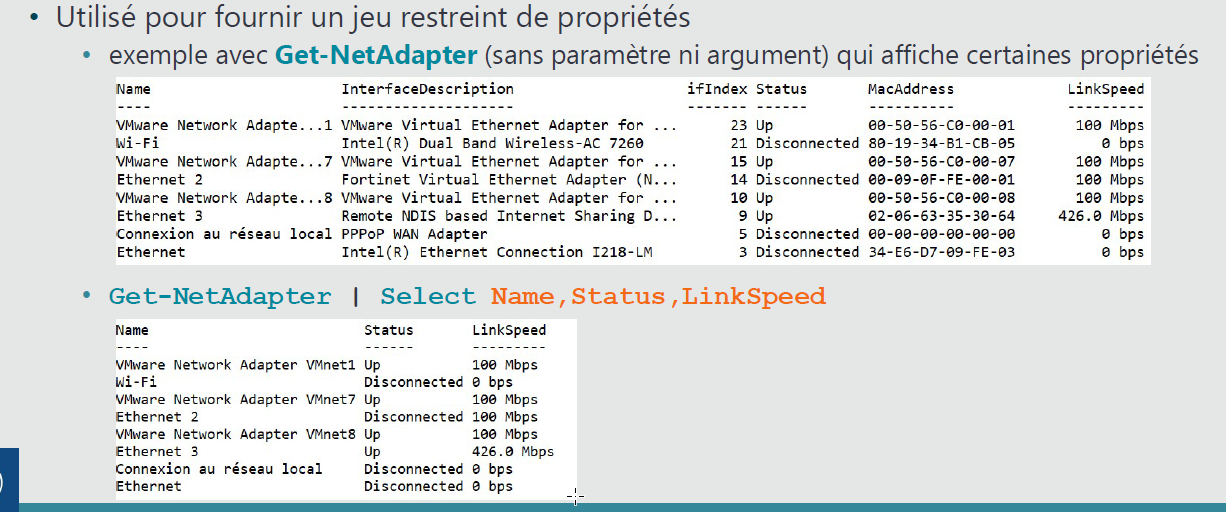 • Utilisé pour fournir un jeu restreint de propriétés
• exemple avec Get-NetAdapter (sans paramètre ni argument) qui affiche certaines propriétés
Name InterfaceDescription ifIndex Status MacAddress LinkSpeed
---- -------------------- ------- ------ ---------- ---------
VMware Network Adapte...1 VMware Virtual Ethernet Adapter for ... 23 Up 00-50-56-C0-00-01 100 Mbps
Wi-Fi Intel(R) Dual Band Wireless-AC 7260 21 Disconnected 80-19-34-B1-CB-05 0 bps
VMware Network Adapte...7 VMware Virtual Ethernet Adapter for ... 15 Up 00-50-56-C0-00-07 100 Mbps
Ethernet 2 Fortinet Virtual Ethernet Adapter (N... 14 Disconnected 00-09-0F-FE-00-01 100 Mbps
VMware Network Adapte...8 VMware Virtual Ethernet Adapter for ... 10 Up 00-50-56-C0-00-08 100 Mbps
Ethernet 3 Remote NDIS based Internet Sharing D... 9 Up 02-06-63-35-30-64 426.0 Mbps
Connexion au réseau local PPPoP WAN Adapter 5 Disconnected 00-00-00-00-00-00 0 bps
Ethernet Intel(R) Ethernet Connection I218-LM 3 Disconnected 34-E6-D7-09-FE-03 0 bps
• Get-NetAdapter | Select Name,Status,LinkSpeed
Name Status LinkSpeed
---- ------ ---------
VMware Network Adapter VMnet1 Up 100 Mbps
Wi-Fi Disconnected 0 bps
VMware Network Adapter VMnet7 Up 100 Mbps
Ethernet 2 Disconnected 100 Mbps
VMware Network Adapter VMnet8 Up 100 Mbps
Ethernet 3 Up 426.0 Mbps
Connexion au réseau local Disconnected 0 bps
Ethernet Disconnected 0 bps